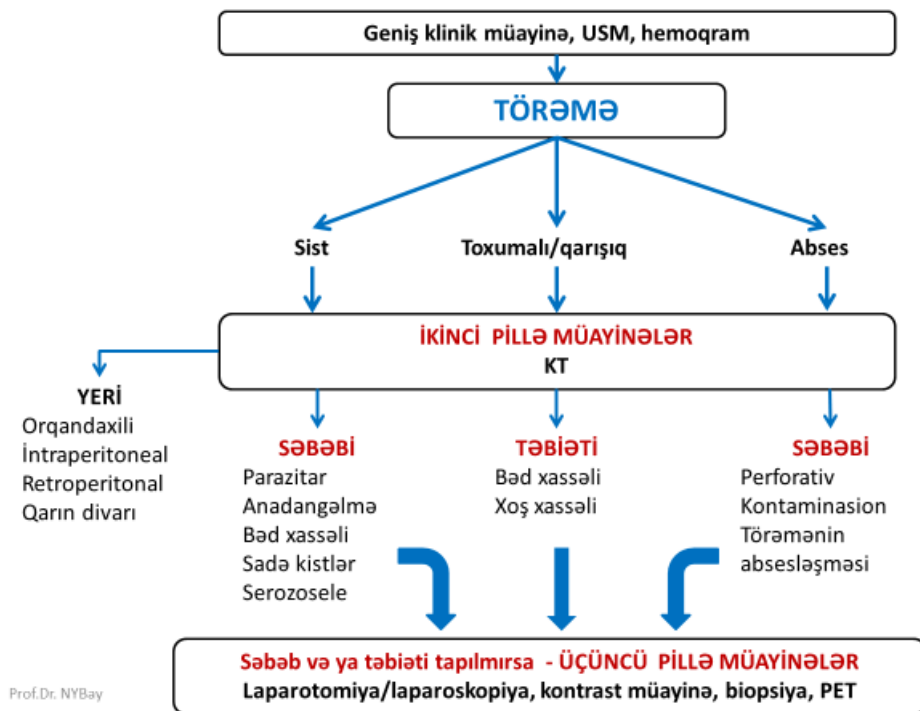 Geniş klinik müayinə, USM, hemoqram
TÖRƏMƏ
Sist
Toxumalı/qarışıq
Abses
İKİNCİ PİLLƏ MÜAYİNƏLƏR
KT
YERİ
Orqandaxili
İntraperitoneal
Retroperitonal
Qarın divarı
SƏBƏBİ
Parazitar
Anadangəlmə
Bəd xassəli
Sadə kistlər
Serozosele
TƏBİƏTİ
Bəd xassəli
Xoş xassəli
SƏBƏBİ
Perforativ
Kontaminasion
Törəmənin
absesləşməsi
Səbəb və ya təbiəti tapılmırsa - ÜÇÜNCÜ PİLLƏ MÜAYİNƏLƏR
Laparotomiya/laparoskopiya, kontrast müayinə, biopsiya, PET
Prof.Dr. NYBay